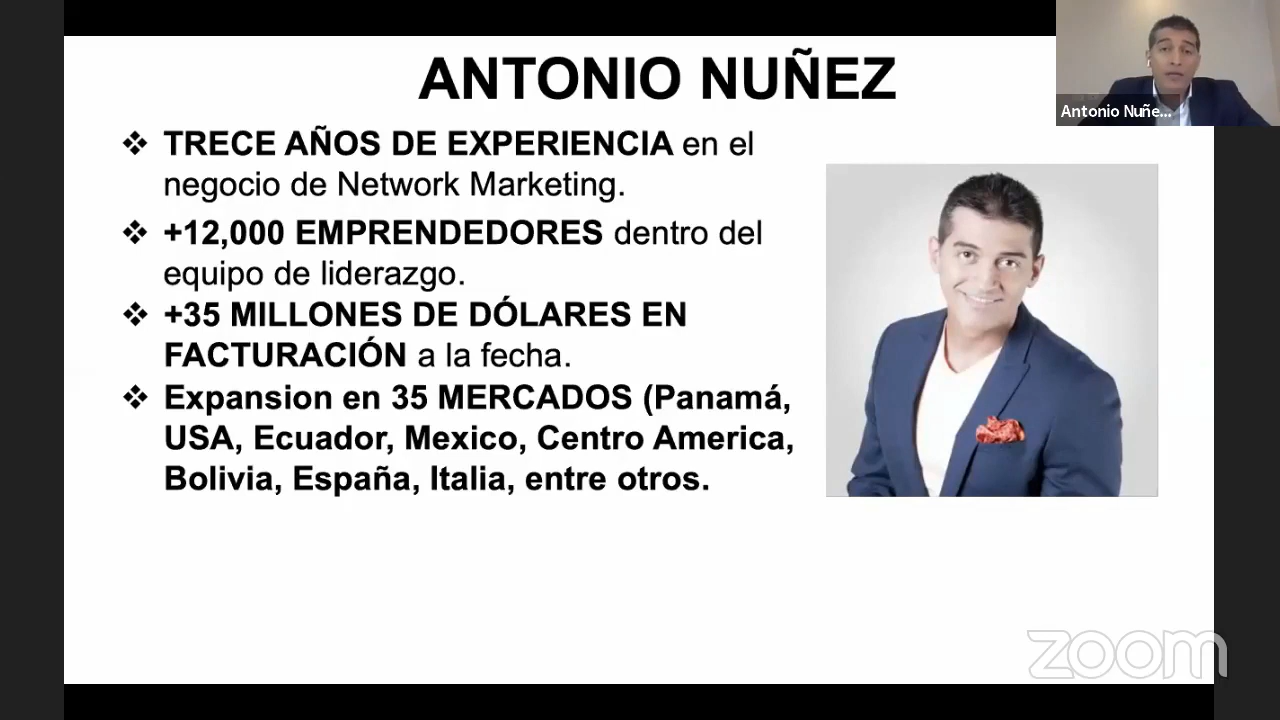 ANTONIO NUÑEZ
❖ TRECE AÑOS DE EXPERIENCIA en el
negocio de Network Marketing.
❖ +12,000 EMPRENDEDORES dentro del
equipo de liderazgo.
❖ +35 MILLONES DE DÓLARES EN
FACTURACIÓN a la fecha.
❖ Expansion en 35 MERCADOS (Panamá,
USA, Ecuador, Mexico, Centro America,
Bolivia, España, Italia, entre otros.
Antonio Nuñe...
zoom